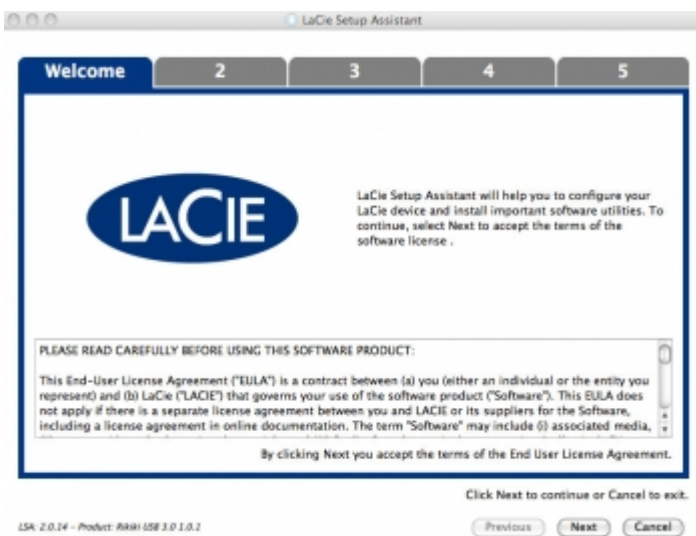 LaCie Setup Assistant
Welcome 2 3 4 5
LACIE
LaCie Setup Assistant will help you to configure your
LaCie device and install important software utilities. To
continue, select Next to accept the terms of the
software license .
PLEASE READ CAREFULLY BEFORE USING THIS SOFTWARE PRODUCT:
This End-User License Agreement ("EULA") is a contract between (a) you (either an individual or the entity you
represent) and (b) LaCie ("LACIE") that governs your use of the software product ("Software"). This EULA does
not apply if there is a separate license agreement between you and LACIE or its suppliers for the Software,
including a license agreement in online documentation. The term "Software" may include (i) associated media,
By clicking Next you accept the terms of the End User License Agreement.
Click Next to continue or Cancel to exit.
LSA: 2.0.14 - Product: Rikiki USB 3.0 1.0.2
Previous Next Cancel